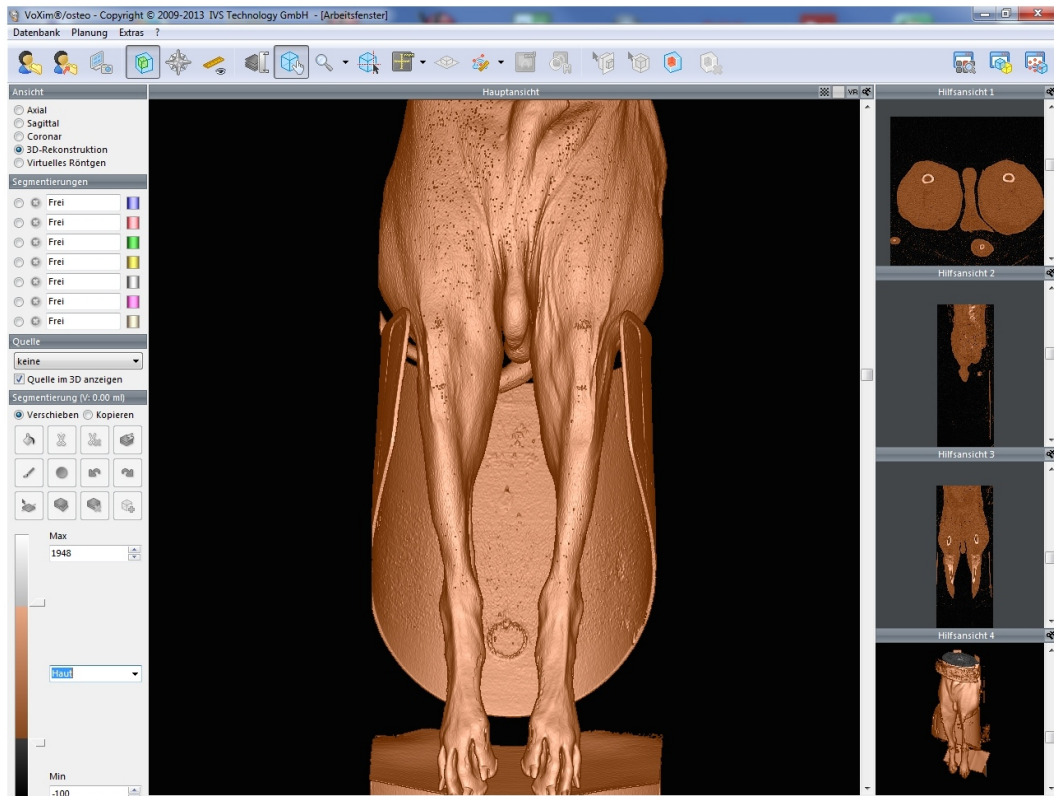 VoXim®/osteo - Copyright © 2009-2013 IVS Technology GmbH - [Arbeitsfenster]
Datenbank Planung Extras ?
Ansicht
Axial
Sagittal
Coronar
3D-Rekonstruktion
Virtuelles Röntgen
Segmentierungen
Frei
Frei
Frei
Frei
Frei
Frei
Frei
Quelle
keine
Quelle im 3D anzeigen
Segmentierung (V: 0.00 ml)
Verschieben Kopieren
Max
1948
Haut
Min
-100
Hauptansicht VR
Hilfsansicht 1
Hilfsansicht 2
Hilfsansicht 3
Hilfsansicht 4